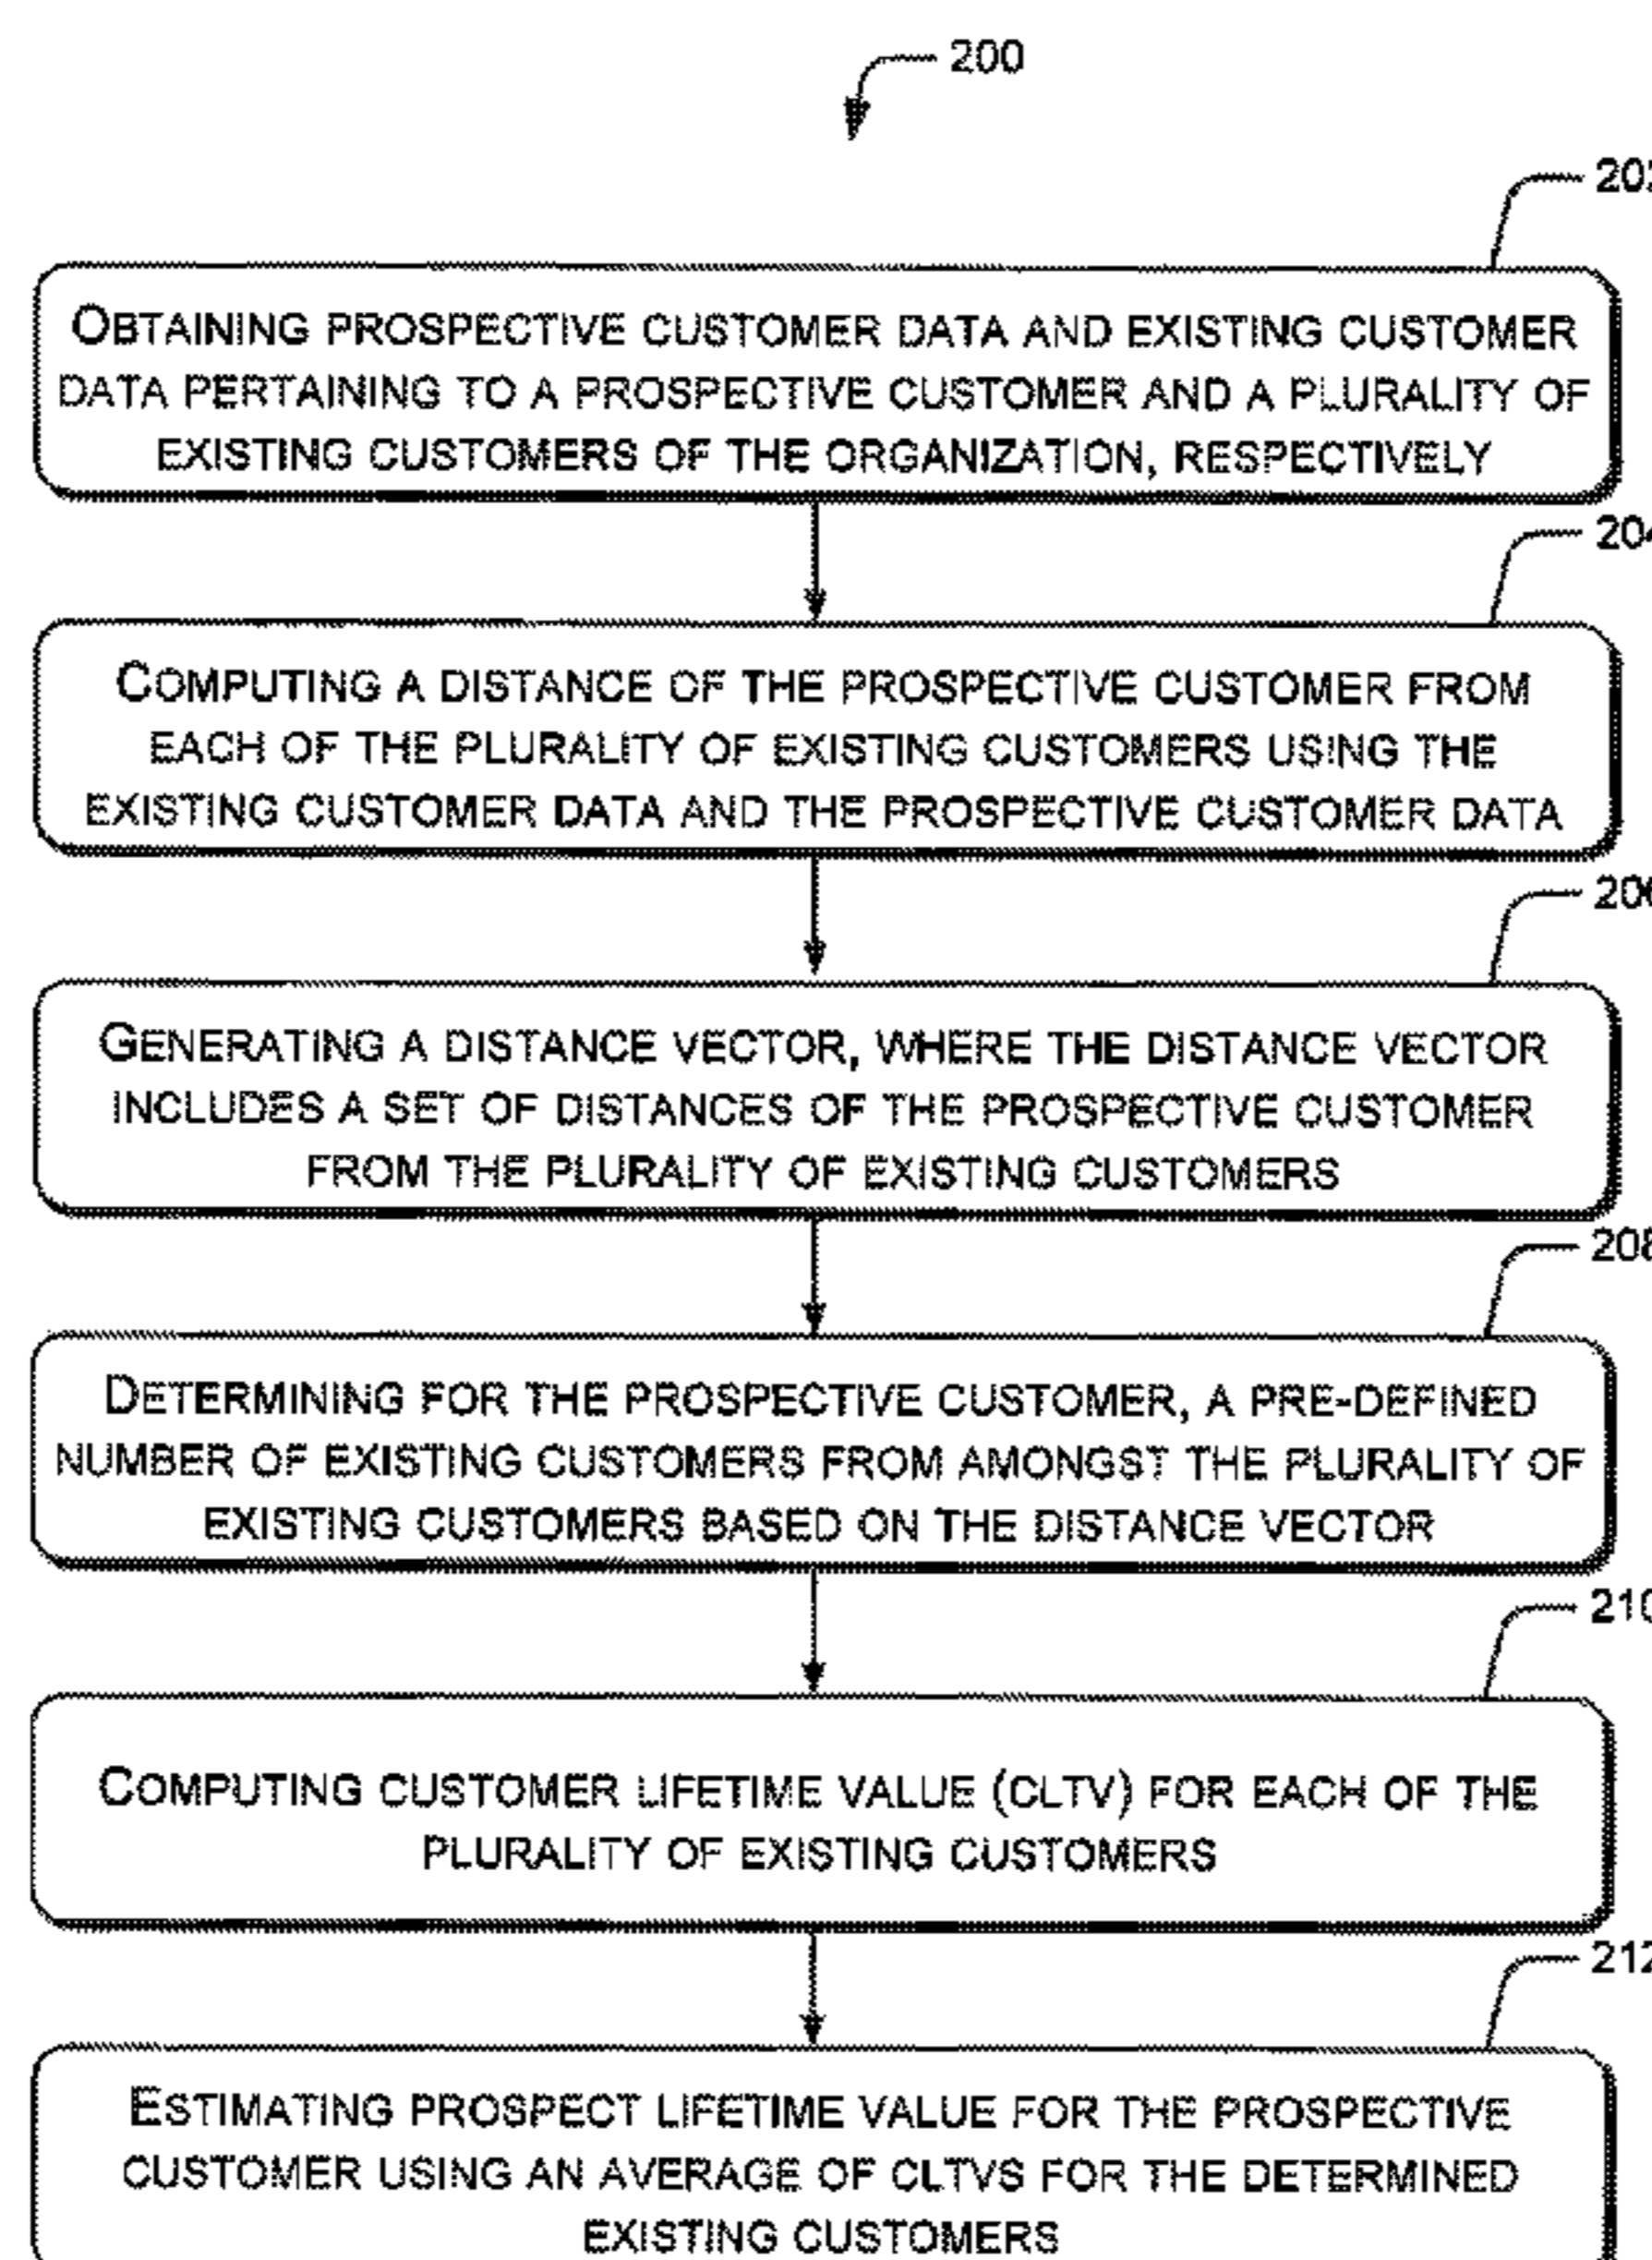 200
202
OBTAINING PROSPECTIVE CUSTOMER DATA AND EXISTING CUSTOMER
DATA PERTAINING TO A PROSPECTIVE CUSTOMER AND A PLURALITY OF
EXISTING CUSTOMERS OF THE ORGANIZATION, RESPECTIVELY
204
COMPUTING A DISTANCE OF THE PROSPECTIVE CUSTOMER FROM
EACH OF THE PLURALITY OF EXISTING CUSTOMERS USING THE
EXISTING CUSTOMER DATA AND THE PROSPECTIVE CUSTOMER DATA
206
GENERATING A DISTANCE VECTOR, WHERE THE DISTANCE VECTOR
INCLUDES A SET OF DISTANCES OF THE PROSPECTIVE CUSTOMER
FROM THE PLURALITY OF EXISTING CUSTOMERS
208
DETERMINING FOR THE PROSPECTIVE CUSTOMER, A PRE-DEFINED
NUMBER OF EXISTING CUSTOMERS FROM AMONGST THE PLURALITY OF
EXISTING CUSTOMERS BASED ON THE DISTANCE VECTOR
210
COMPUTING CUSTOMER LIFETIME VALUE (CLTV) FOR EACH OF THE
PLURALITY OF EXISTING CUSTOMERS
212
ESTIMATING PROSPECT LIFETIME VALUE FOR THE PROSPECTIVE
CUSTOMER USING AN AVERAGE OF CLTVS FOR THE DETERMINED
EXISTING CUSTOMERS